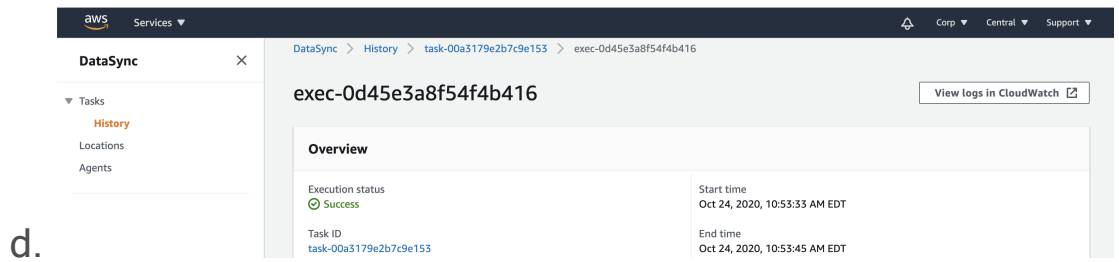 aws Services ▼ Corp ▼ Central ▼ Support ▼
DataSync > History > task-00a3179e2b7c9e153 > exec-0d45e3a8f54f4b416
DataSync ×
exec-0d45e3a8f54f4b416 View logs in CloudWatch
▼ Tasks
History
Locations
Agents
Overview
Execution status Start time
Success Oct 24, 2020, 10:53:33 AM EDT
Task ID End time
task-00a3179e2b7c9e153 Oct 24, 2020, 10:53:45 AM EDT
d.